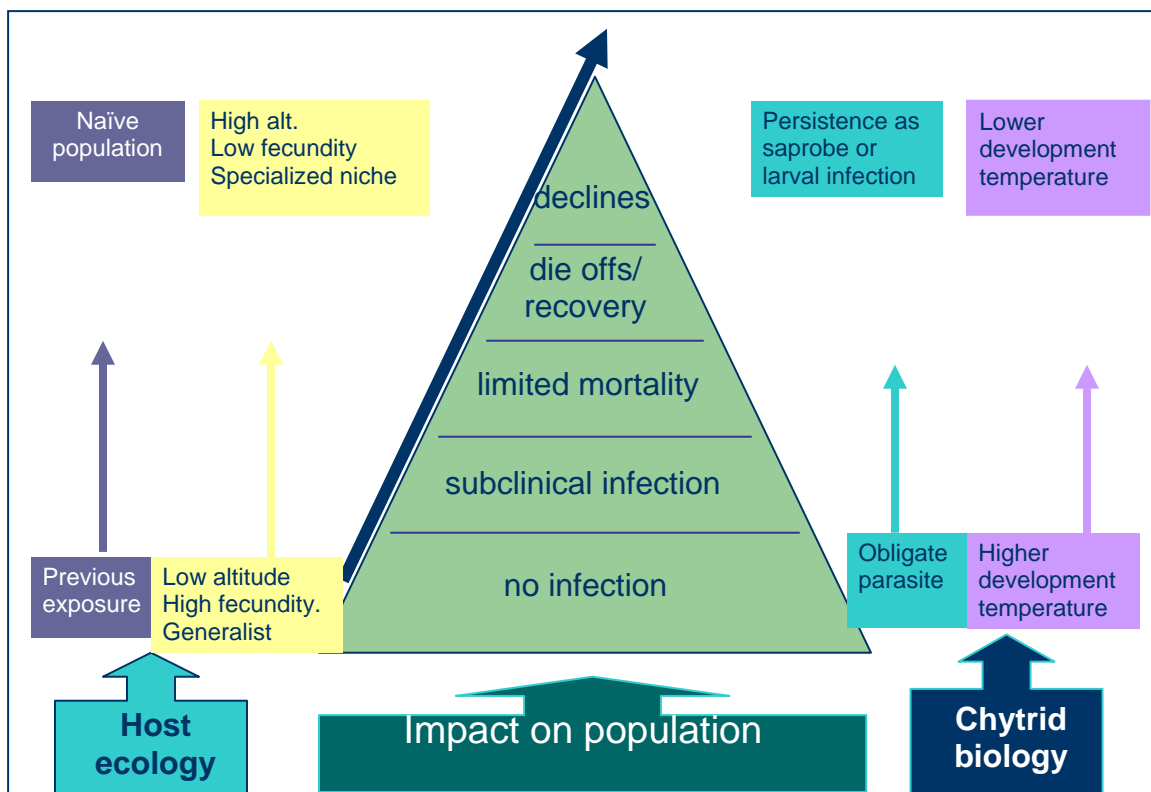 Naïve
population
High alt.
Low fecundity
Specialized niche
declines
die offs/
recovery
limited mortality
subclinical infection
no infection
Persistence as
saprobe or
larval infection
Lower
development
temperature
Previous
exposure
Low altitude
High fecundity.
Generalist
Obligate
parasite
Higher
development
temperature
Host
ecology
Impact on population
Chytrid
biology